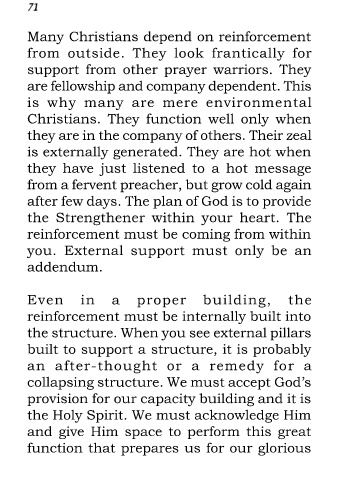 71
Many Christians depend on reinforcement
from outside. They look frantically for
support from other prayer warriors. They
are fellowship and company dependent. This
is why many are mere environmental
Christians. They function well only when
they are in the company of others. Their zeal
is externally generated. They are hot when
they have just listened to a hot message
from a fervent preacher, but grow cold again
after few days. The plan of God is to provide
the Strengthener within your heart. The
reinforcement must be coming from within
you. External support must only be an
addendum.
Even in a proper building, the
reinforcement must be internally built into
the structure. When you see external pillars
built to support a structure, it is probably
an after-thought or a remedy for a
collapsing structure. We must accept God's
provision for our capacity building and it is
the Holy Spirit. We must acknowledge Him
and give Him space to perform this great
function that prepares us for our glorious